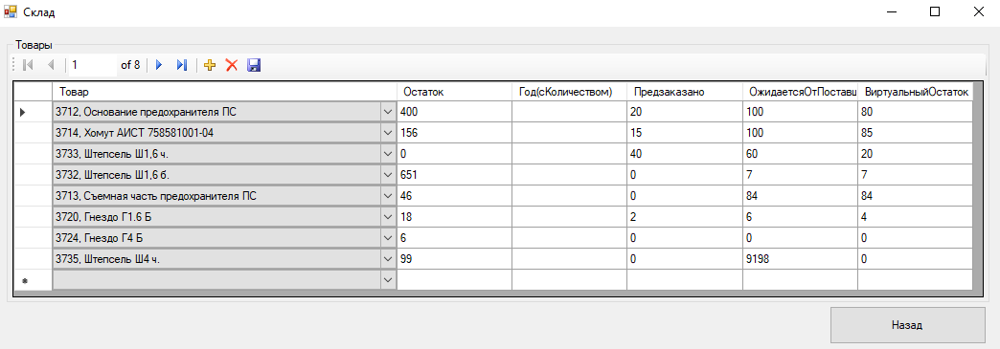 Склад
Товары
1 of 8
Товар Остаток Год(сКоличеством) Предзаказано ОжидаетсяОтПоставш ВиртуальныйОстаток
3712, Основание предохранителя ПС 400 20 100 80
3714, Хомут АИСТ 758581001-04 156 15 100 85
3733, Штепсель Ш1,6 ч. 0 40 60 20
3732, Штепсель Ш1,6 б. 651 0 7 7
3713, Съемная часть предохранителя ПС 46 0 84 84
3720, Гнездо Г1.6 Б 18 2 6 4
3724, Гнездо Г4 Б 6 0 0 0
3735, Штепсель Ш4 ч. 99 0 9198 0
Назад